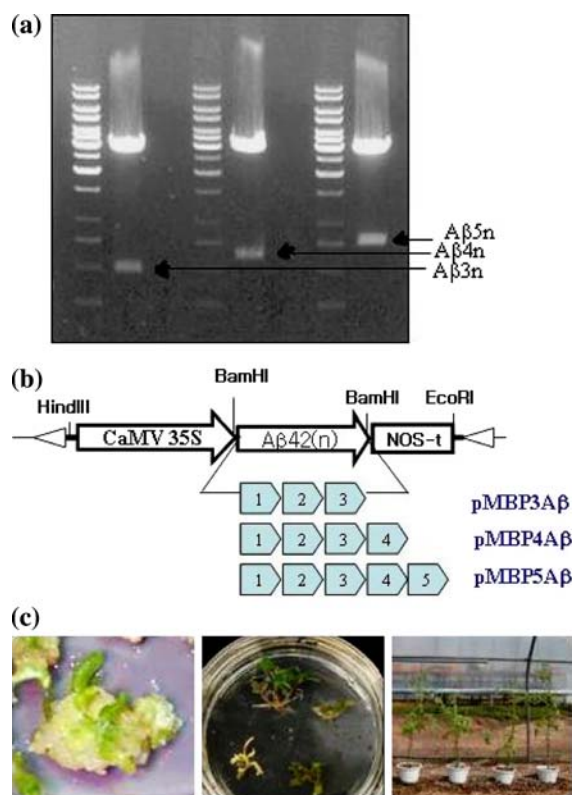 (a)
Aβ5n
Aβ4n
Aβ3n
(b)
BamHI
BamHI
EcoRI
HindIII
CaMV 35S
Aβ42(n)
NOS-t
1 2 3
pMBP3Aβ
1 2 3 4
pMBP4Aβ
1 2 3 4 5
pMBP5Aβ
(c)